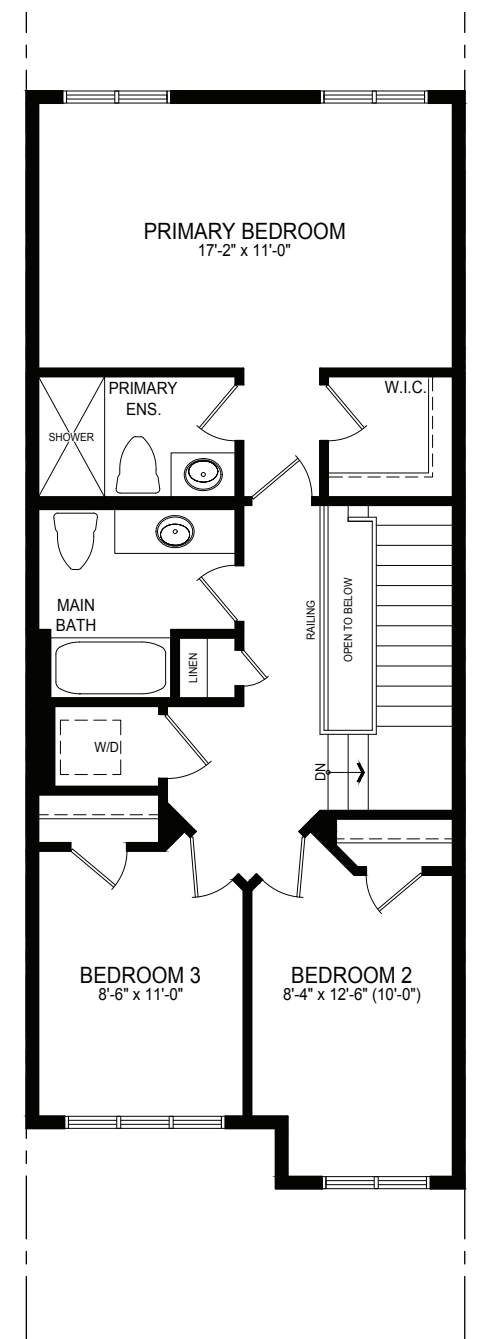 PRIMARY BEDROOM
17'-2" x 11'-0"
PRIMARY
ENS.
W.I.C.
SHOWER
MAIN
BATH
LINEN
RAILING
OPEN TO BELOW
W/D
DN
BEDROOM 3
8'-6" x 11'-0"
BEDROOM 2
8'-4" x 12'-6" (10'-0")